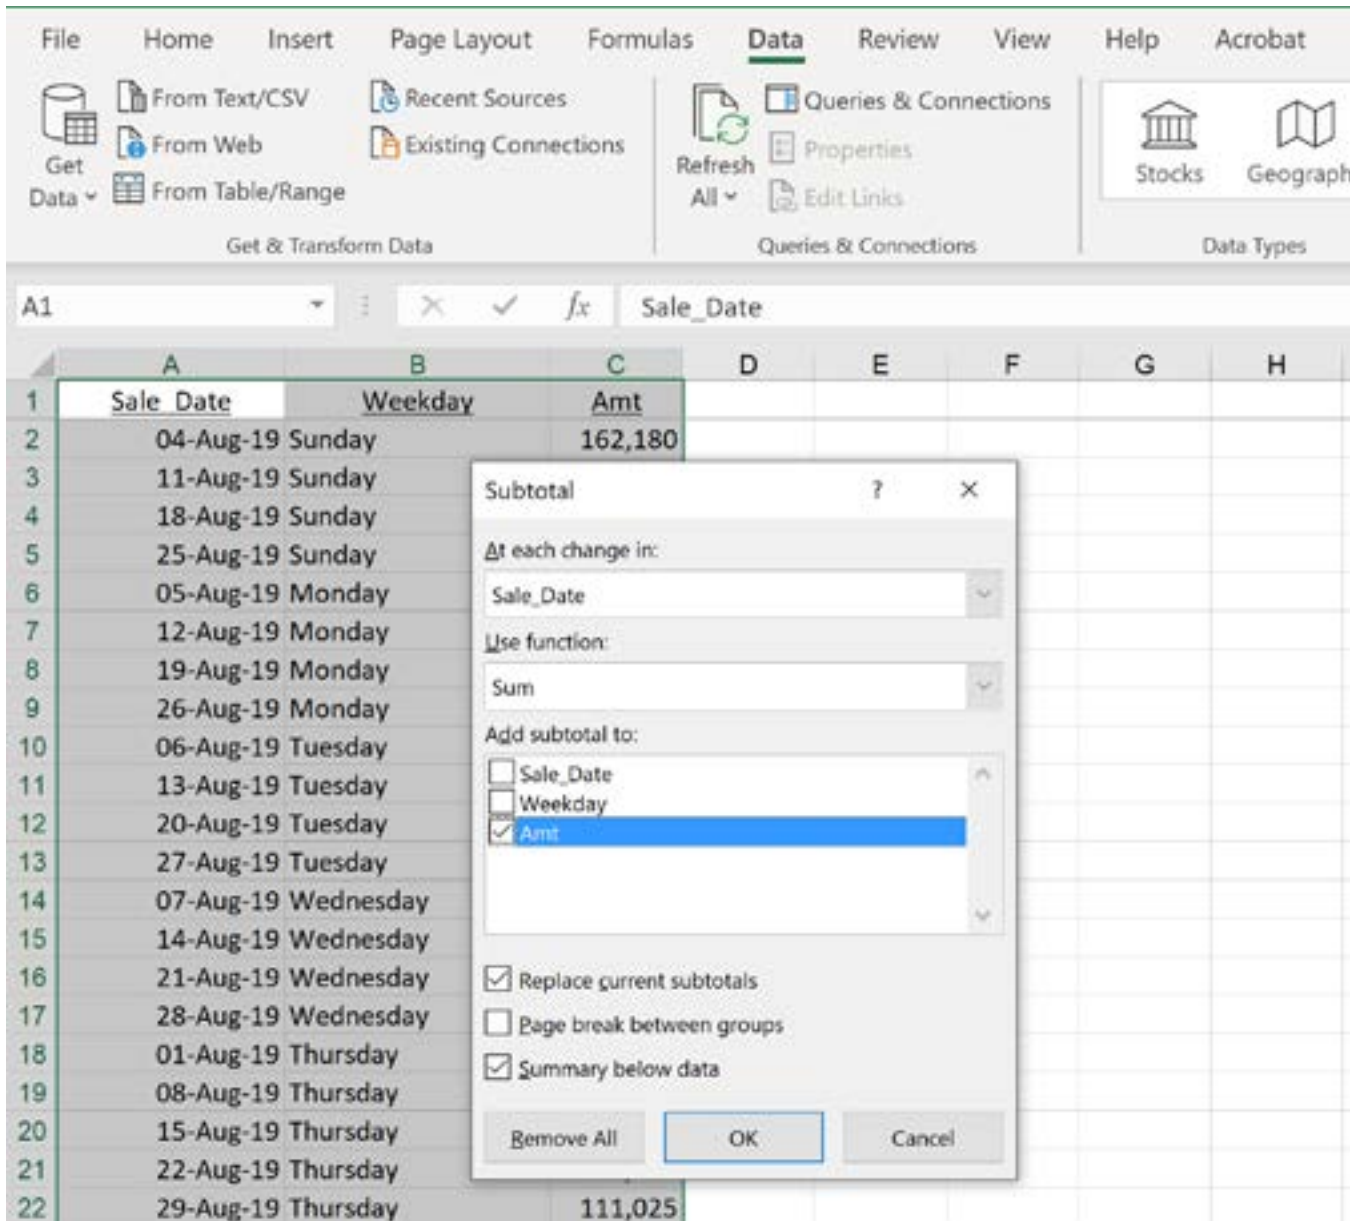 File Home Insert Page Layout Formulas Data Review View Help Acrobat
Get Data
From Text/CSV
From Web
From Table/Range
Recent Sources
Existing Connections
Get & Transform Data
Refresh All
Queries & Connections
Properties
Edit Links
Queries & Connections
Stocks Geograph
Data Types
A1 fx Sale_Date
A B C D E F G H
1 Sale_Date Weekday Amt
2 04-Aug-19 Sunday 162,180
3 11-Aug-19 Sunday
4 18-Aug-19 Sunday
5 25-Aug-19 Sunday
6 05-Aug-19 Monday
7 12-Aug-19 Monday
8 19-Aug-19 Monday
9 26-Aug-19 Monday
10 06-Aug-19 Tuesday
11 13-Aug-19 Tuesday
12 20-Aug-19 Tuesday
13 27-Aug-19 Tuesday
14 07-Aug-19 Wednesday
15 14-Aug-19 Wednesday
16 21-Aug-19 Wednesday
17 28-Aug-19 Wednesday
18 01-Aug-19 Thursday
19 08-Aug-19 Thursday
20 15-Aug-19 Thursday
21 22-Aug-19 Thursday
22 29-Aug-19 Thursday 111,025
Subtotal ?
At each change in:
Sale_Date
Use function:
Sum
Add subtotal to:
Sale_Date
Weekday
Amt
Replace current subtotals
Page break between groups
Summary below data
Remove All OK Cancel